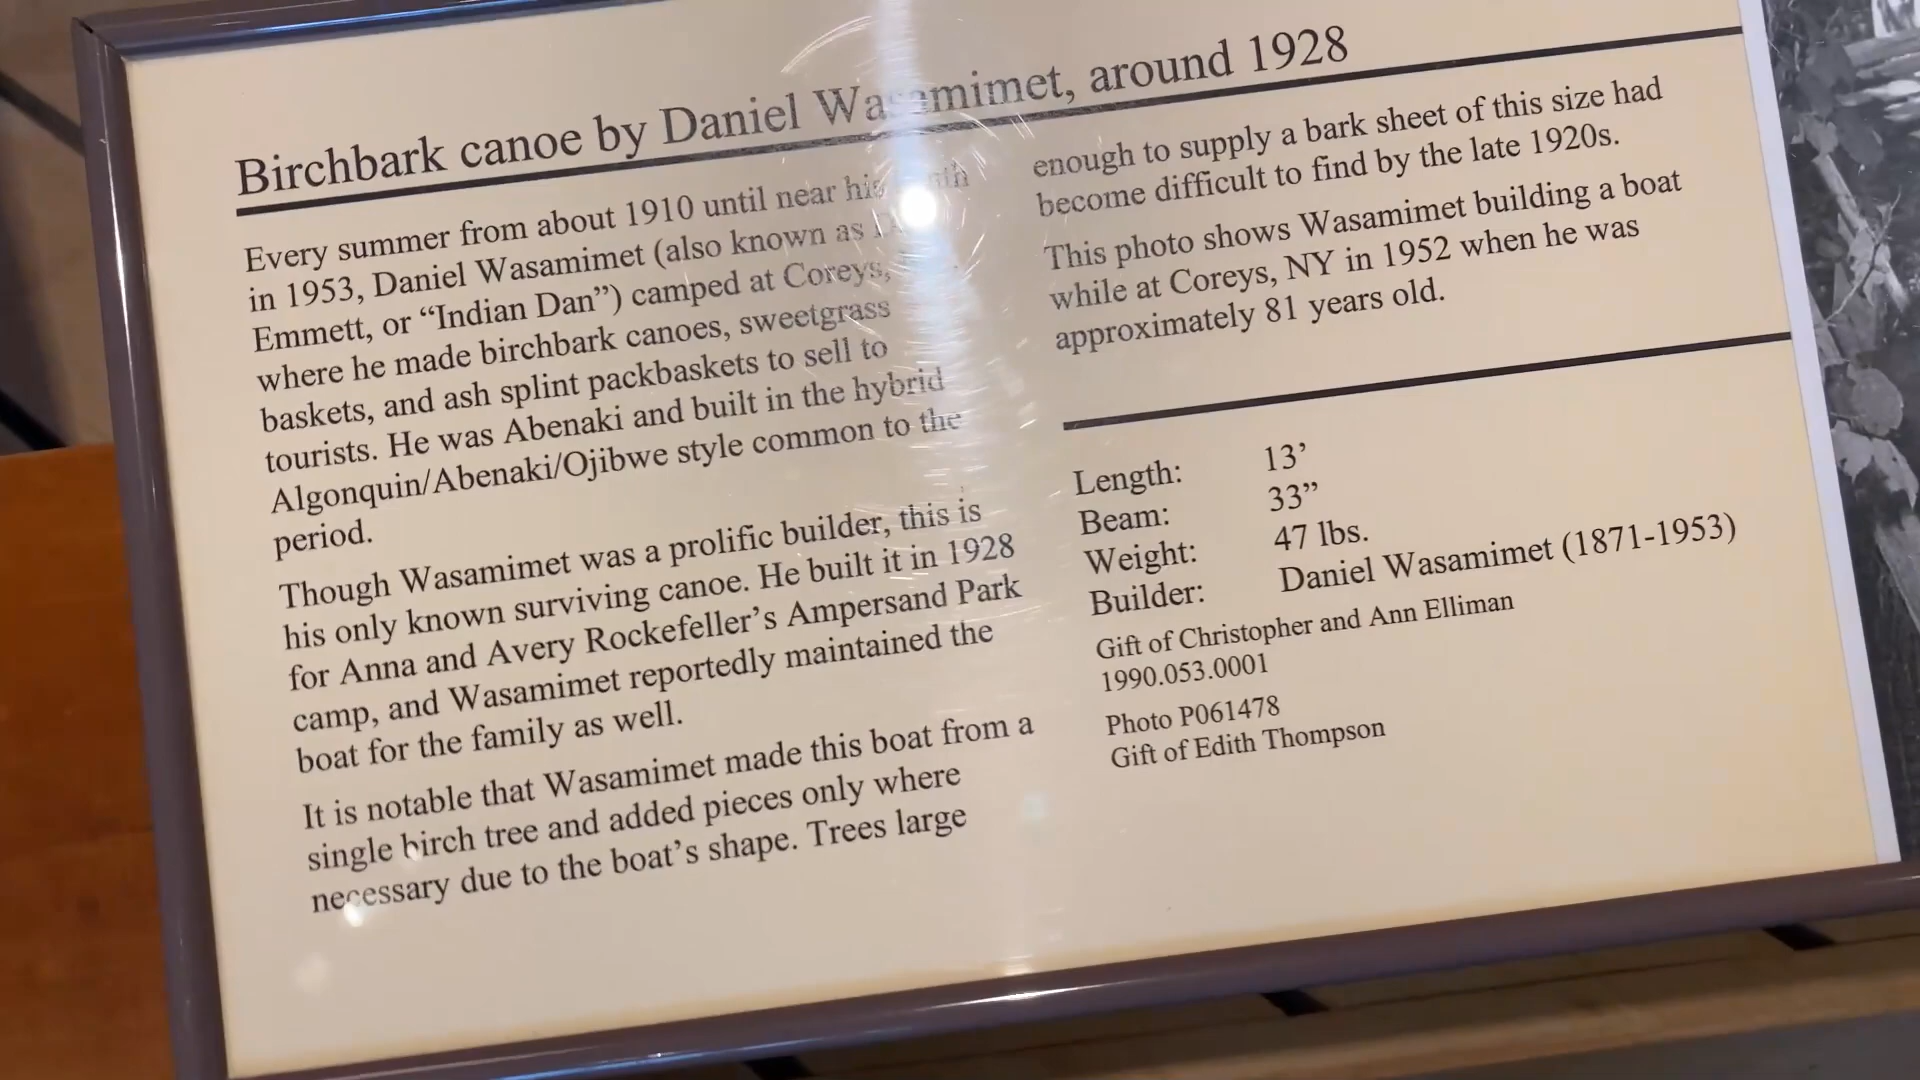 Birchbark canoe by Daniel Wasamimet, around 1928
Every summer from about 1910 until near his
in 1953, Daniel Wasamimet (also known as
Emmett, or “Indian Dan”) camped at Coreys,
where he made birchbark canoes, sweetgrass
baskets, and ash splint packbaskets to sell to
tourists. He was Abenaki and built in the hybrid
Algonquin/Abenaki/Ojibwe style common to the
period.
Though Wasamimet was a prolific builder, this is
his only known surviving canoe. He built it in 1928
for Anna and Avery Rockefeller’s Ampersand Park
camp, and Wasamimet reportedly maintained the
boat for the family as well.
It is notable that Wasamimet made this boat from a
single birch tree and added pieces only where
necessary due to the boat’s shape. Trees large
enough to supply a bark sheet of this size had
become difficult to find by the late 1920s.
This photo shows Wasamimet building a boat
while at Coreys, NY in 1952 when he was
approximately 81 years old.
Length: 13’
Beam: 33”
Weight: 47 lbs.
Builder: Daniel Wasamimet (1871-1953)
Gift of Christopher and Ann Elliman
1990.053.0001
Photo P061478
Gift of Edith Thompson